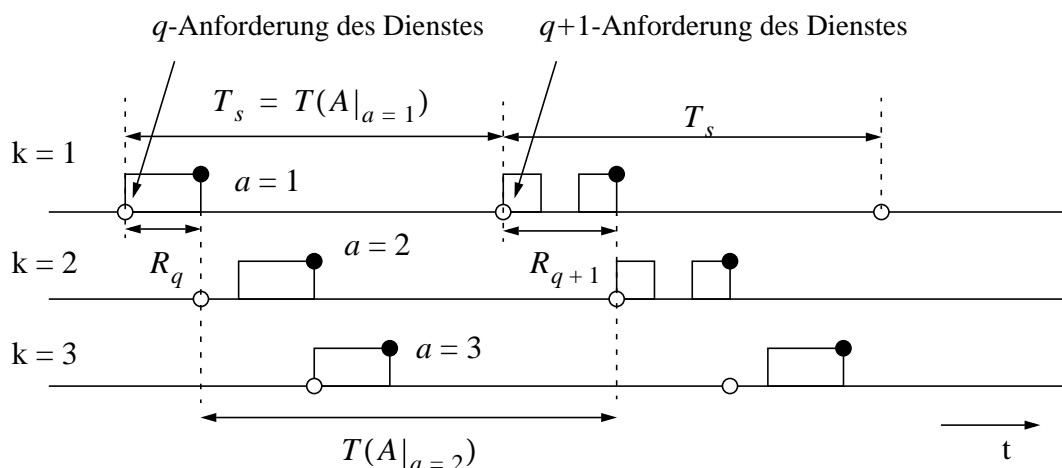 q-Anforderung des Dienstes
q+1-Anforderung des Dienstes
T_s = T(A|_{a = 1})
T_s
k = 1
a = 1
k = 2
R_q
a = 2
R_{q + 1}
k = 3
a = 3
T(A|_{a = 2})
t